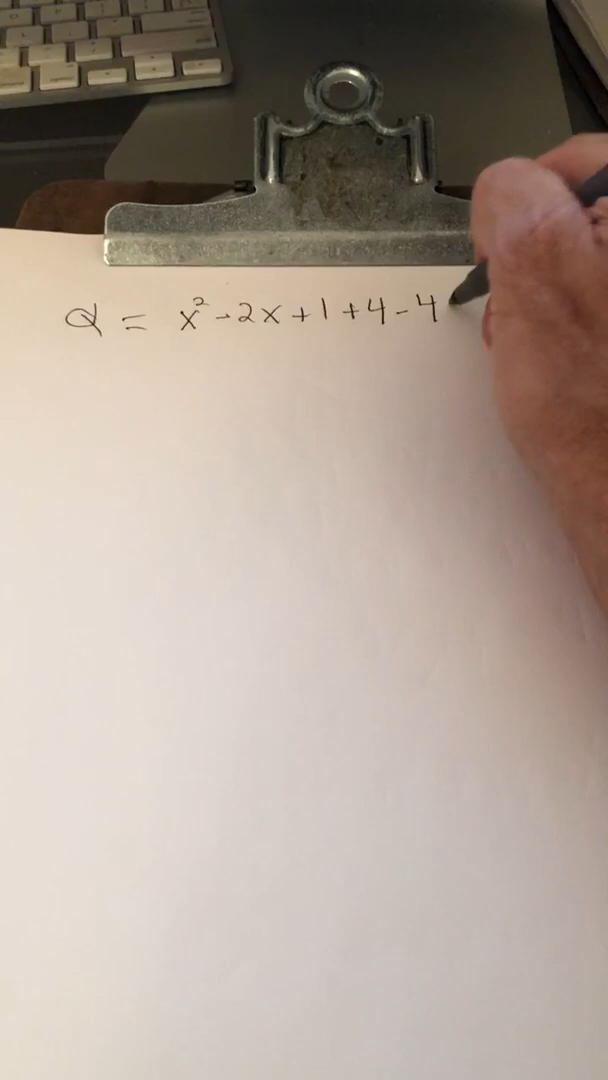 Q = x² - 2x + 1 + 4 - 4